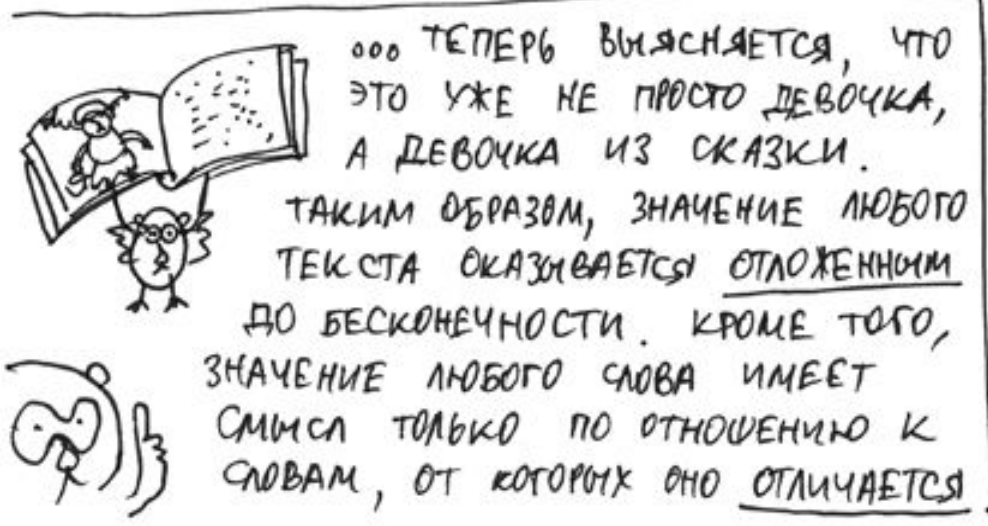 ... ТЕПЕРЬ ВЫЯСНЯЕТСЯ, ЧТО
ЭТО УЖЕ НЕ ПРОСТО ДЕВОЧКА,
А ДЕВОЧКА ИЗ СКАЗКИ.
ТАКИМ ОБРАЗОМ, ЗНАЧЕНИЕ ЛЮБОГО
ТЕКСТА ОКАЗЫВАЕТСЯ ОТЛОЖЕННЫМ
ДО БЕСКОНЕЧНОСТИ. КРОМЕ ТОГО,
ЗНАЧЕНИЕ ЛЮБОГО СЛОВА ИМЕЕТ
СМЫСЛ ТОЛЬКО ПО ОТНОШЕНИЮ К
СЛОВАМ, ОТ КОТОРЫХ ОНО ОТЛИЧАЕТСЯ.